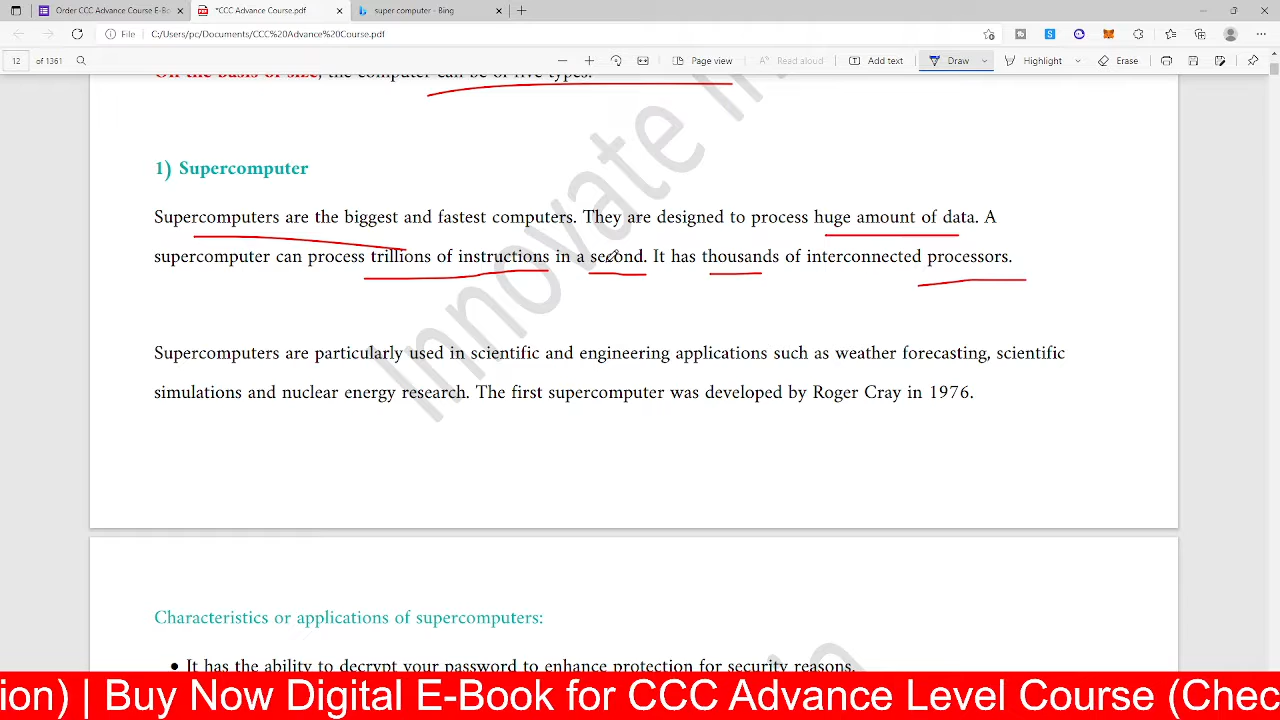 Order CCC Advance Course E-B
*CCC Advance Course.pdf
super computer - Bing
File
C:/Users/pc/Documents/CCC%20Advance%20Course.pdf
12 of 1361
Page view
Read aloud
Add text
Draw
Highlight
Erase
On the basis of size, the computer can be of five types.
1) Supercomputer
Supercomputers are the biggest and fastest computers. They are designed to process huge amount of data. A
supercomputer can process trillions of instructions in a second. It has thousands of interconnected processors.
Supercomputers are particularly used in scientific and engineering applications such as weather forecasting, scientific
simulations and nuclear energy research. The first supercomputer was developed by Roger Cray in 1976.
Innovate
Characteristics or applications of supercomputers:
• It has the ability to decrypt your password to enhance protection for security reasons.
ion) | Buy Now Digital E-Book for CCC Advance Level Course (Chec